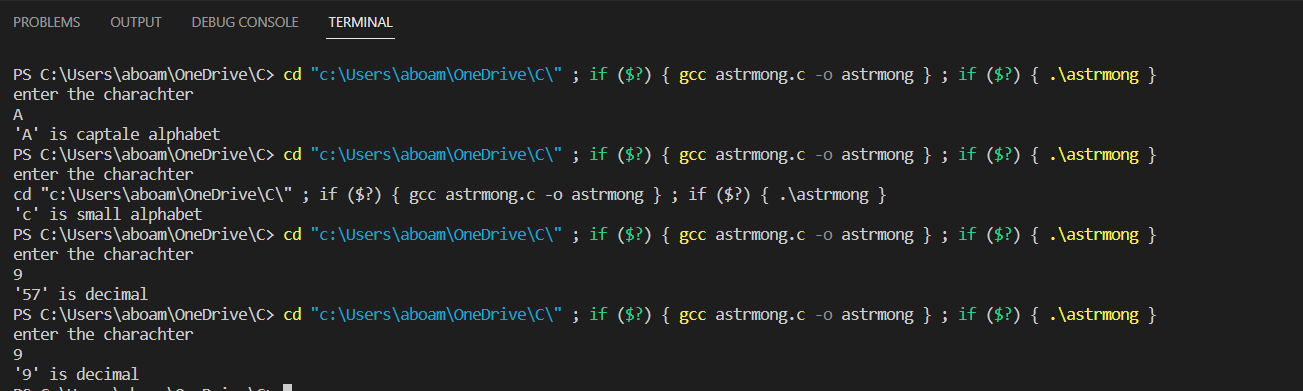 PROBLEMS OUTPUT DEBUG CONSOLE TERMINAL
PS C:\Users\aboam\OneDrive\C> cd "c:\Users\aboam\OneDrive\C\" ; if ($?) { gcc astrmong.c -o astrmong } ; if ($?) { .\astrmong }
enter the charachter
A
'A' is captale alphabet
PS C:\Users\aboam\OneDrive\C> cd "c:\Users\aboam\OneDrive\C\" ; if ($?) { gcc astrmong.c -o astrmong } ; if ($?) { .\astrmong }
enter the charachter
cd "c:\Users\aboam\OneDrive\C\" ; if ($?) { gcc astrmong.c -o astrmong } ; if ($?) { .\astrmong }
'c' is small alphabet
PS C:\Users\aboam\OneDrive\C> cd "c:\Users\aboam\OneDrive\C\" ; if ($?) { gcc astrmong.c -o astrmong } ; if ($?) { .\astrmong }
enter the charachter
9
'57' is decimal
PS C:\Users\aboam\OneDrive\C> cd "c:\Users\aboam\OneDrive\C\" ; if ($?) { gcc astrmong.c -o astrmong } ; if ($?) { .\astrmong }
enter the charachter
9
'9' is decimal
PS C:\Users\aboam\OneDrive\C>